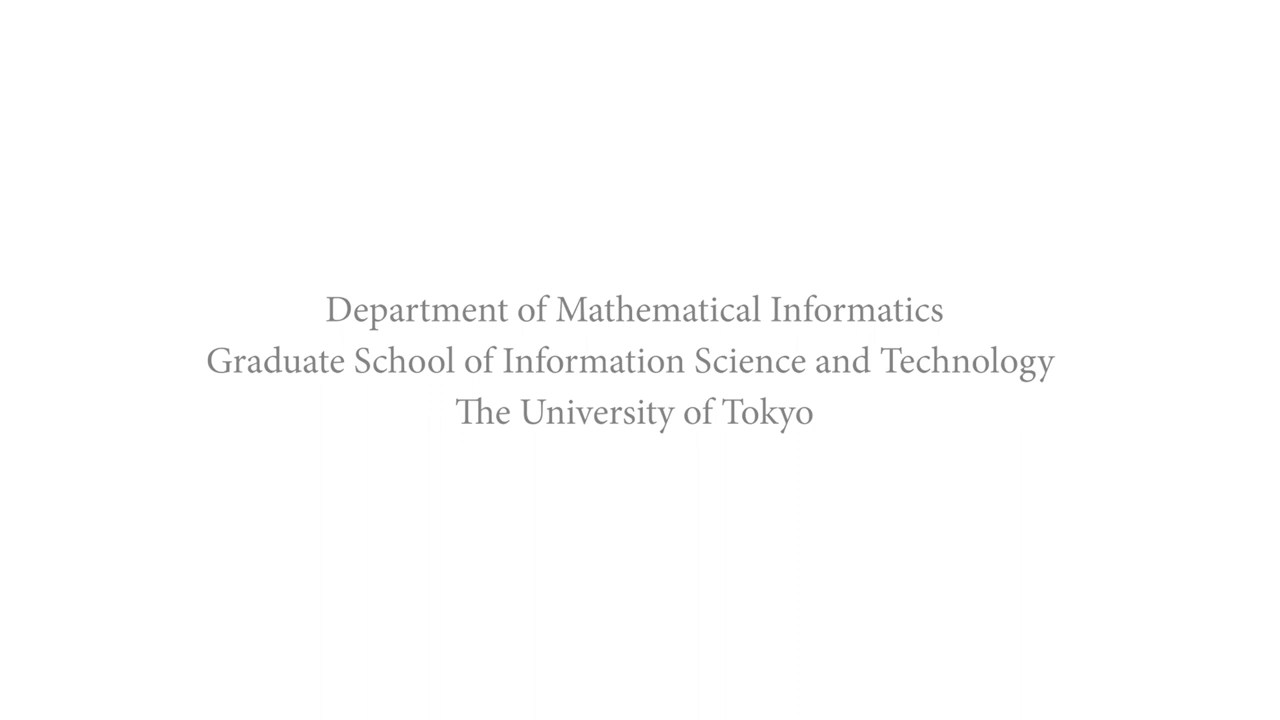 Department of Mathematical Informatics
Graduate School of Information Science and Technology
The University of Tokyo